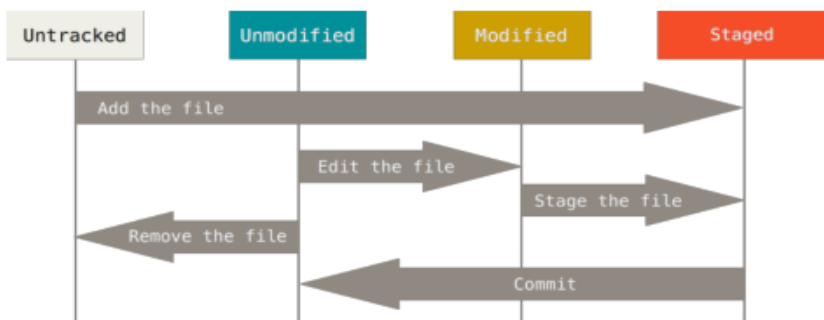 Untracked
Unmodified
Modified
Staged
Add the file
Edit the file
Stage the file
Remove the file
Commit